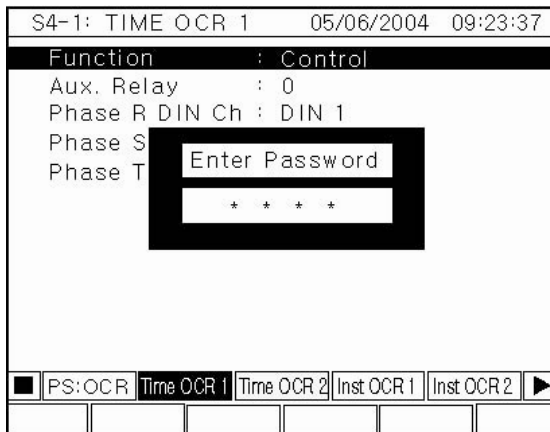 S4-1: TIME OCR 1 05/06/2004 09:23:37
Function : Control
Aux. Relay : 0
Phase R DIN Ch : DIN 1
Phase S
Phase T
Enter Password
* * * *
PS:OCR Time OCR 1 Time OCR 2 Inst OCR 1 Inst OCR 2